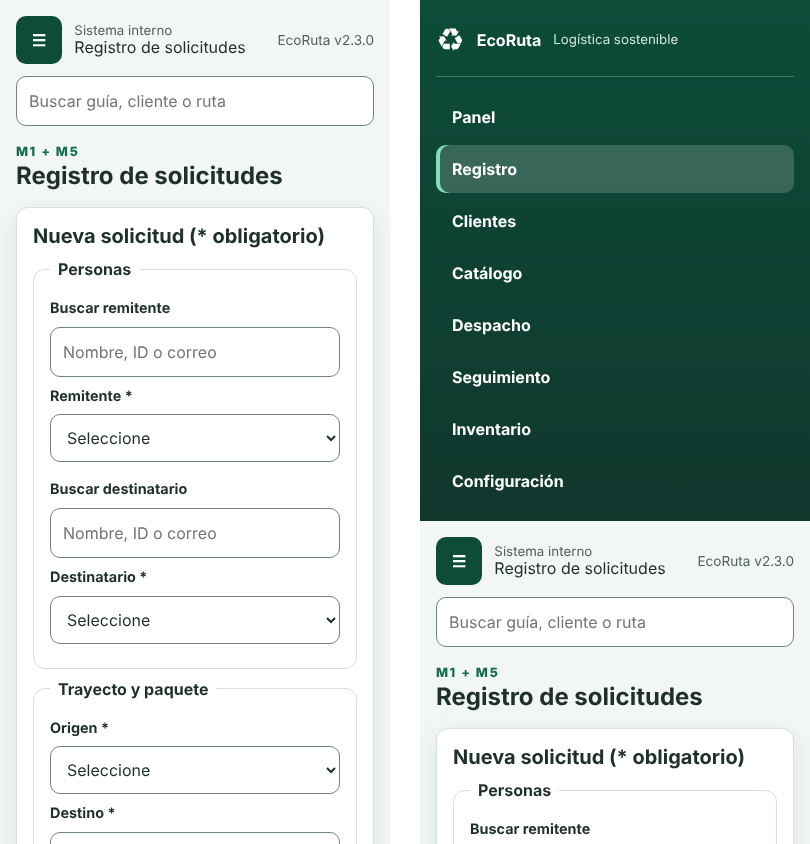 ☰
Sistema interno
Registro de solicitudes
EcoRuta v2.3.0
Buscar guía, cliente o ruta
M1 + M5
Registro de solicitudes
Nueva solicitud (* obligatorio)
Personas
Buscar remitente
Nombre, ID o correo
Remitente *
Seleccione
Buscar destinatario
Nombre, ID o correo
Destinatario *
Seleccione
Trayecto y paquete
Origen *
Seleccione
Destino *
EcoRuta Logística sostenible
Panel
Registro
Clientes
Catálogo
Despacho
Seguimiento
Inventario
Configuración
☰
Sistema interno
Registro de solicitudes
EcoRuta v2.3.0
Buscar guía, cliente o ruta
M1 + M5
Registro de solicitudes
Nueva solicitud (* obligatorio)
Personas
Buscar remitente